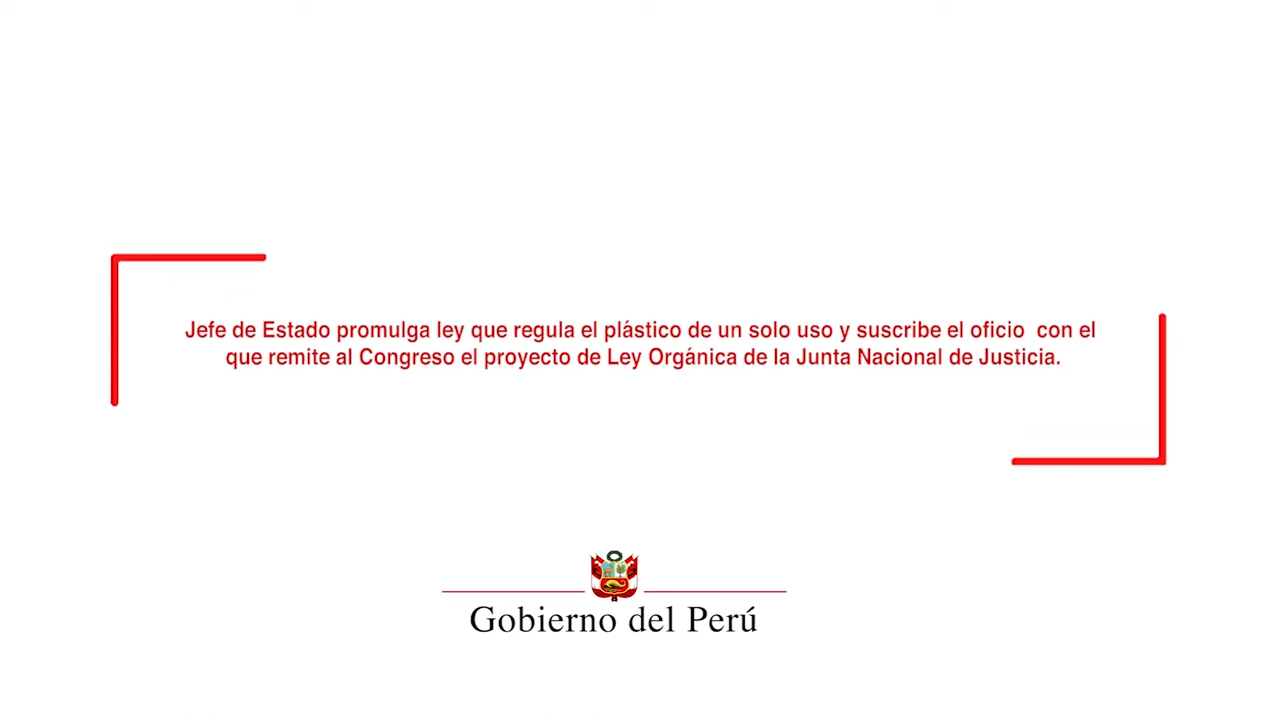 Jefe de Estado promulga ley que regula el plástico de un solo uso y suscribe el oficio  con el
que remite al Congreso el proyecto de Ley Orgánica de la Junta Nacional de Justicia.
Gobierno del Perú